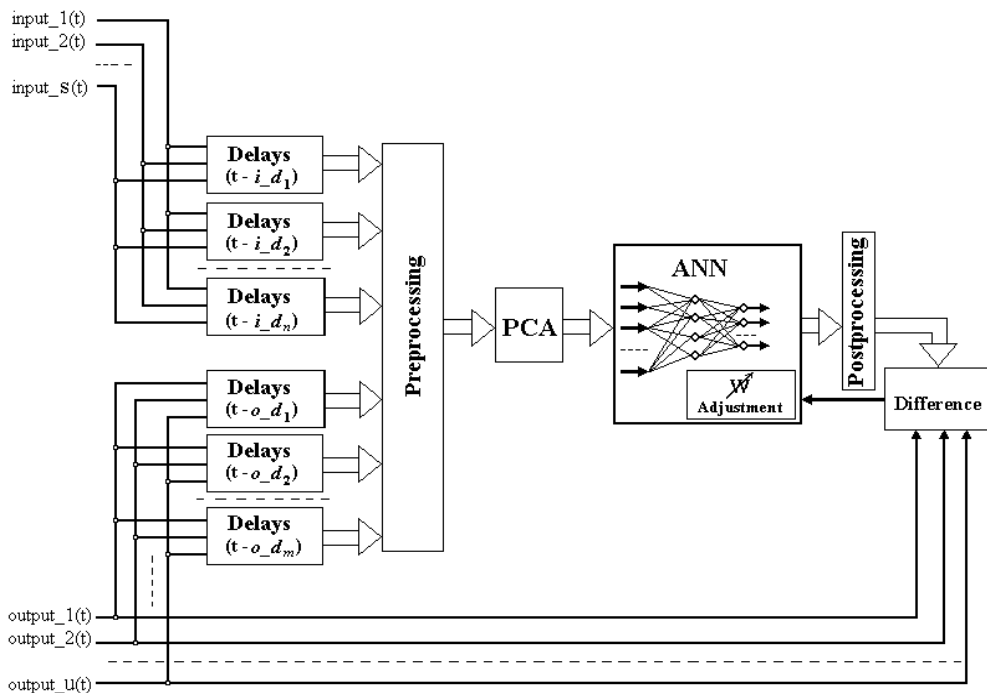 input_1(t)
input_2(t)
input_s(t)
Delays
(t - i_d1)
Delays
(t - i_d2)
Delays
(t - i_dn)
Delays
(t - o_d1)
Delays
(t - o_d2)
Delays
(t - o_dm)
Preprocessing
PCA
ANN
W
Adjustment
Postprocessing
Difference
output_1(t)
output_2(t)
output_u(t)